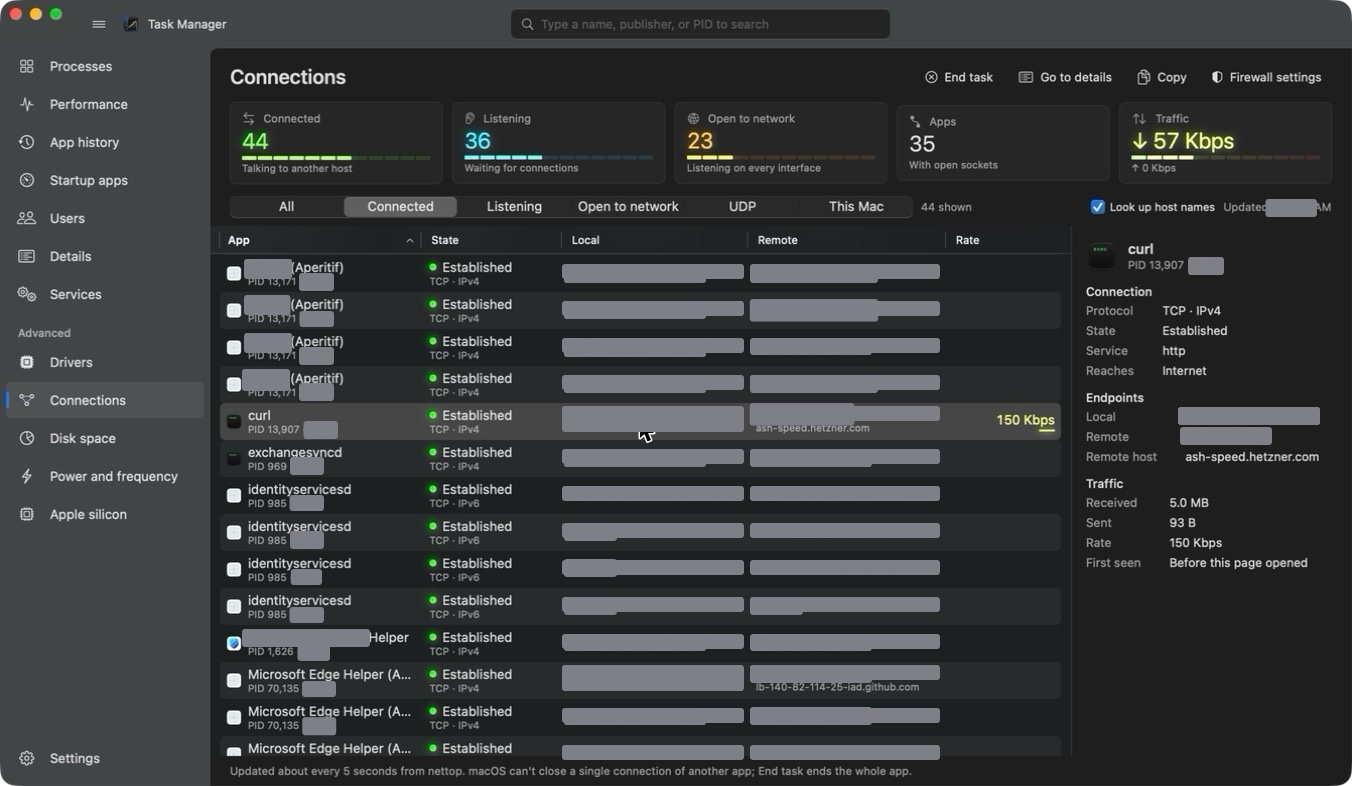 Task Manager
Type a name, publisher, or PID to search
Processes
Performance
App history
Startup apps
Users
Details
Services
Advanced
Drivers
Connections
Disk space
Power and frequency
Apple silicon
Settings
Connections
End task
Go to details
Copy
Firewall settings
Connected
44
Talking to another host
Listening
36
Waiting for connections
Open to network
23
Listening on every interface
Apps
35
With open sockets
Traffic
↓ 57 Kbps
↑ 0 Kbps
All
Connected
Listening
Open to network
UDP
This Mac
44 shown
Look up host names
Updated AM
App
State
Local
Remote
Rate
(Aperitif)
PID 13,171
Established
TCP · IPv4
(Aperitif)
PID 13,171
Established
TCP · IPv4
(Aperitif)
PID 13,171
Established
TCP · IPv4
(Aperitif)
PID 13,171
Established
TCP · IPv4
curl
PID 13,907
Established
TCP · IPv4
ash-speed.hetzner.com
150 Kbps
exchangesyncd
PID 969
Established
TCP · IPv4
identityservicesd
PID 985
Established
TCP · IPv6
identityservicesd
PID 985
Established
TCP · IPv6
identityservicesd
PID 985
Established
TCP · IPv6
identityservicesd
PID 985
Established
TCP · IPv6
Helper
PID 1,626
Established
TCP · IPv4
Microsoft Edge Helper (A...
PID 70,135
Established
TCP · IPv4
lb-140-82-114-25-iad.github.com
Microsoft Edge Helper (A...
PID 70,135
Established
TCP · IPv4
Microsoft Edge Helper (A...
Established
curl
PID 13,907
Connection
Protocol TCP · IPv4
State Established
Service http
Reaches Internet
Endpoints
Local
Remote
Remote host ash-speed.hetzner.com
Traffic
Received 5.0 MB
Sent 93 B
Rate 150 Kbps
First seen Before this page opened
Updated about every 5 seconds from nettop. macOS can't close a single connection of another app; End task ends the whole app.